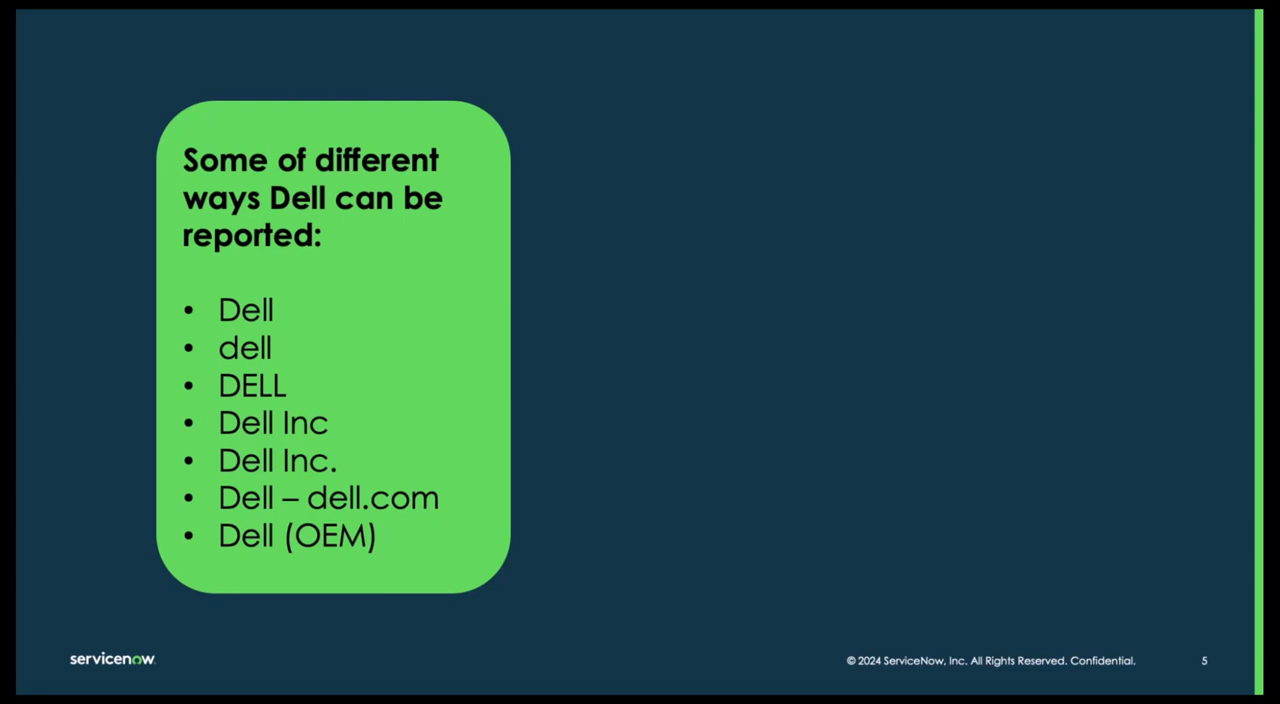 Some of different
ways Dell can be
reported:
• Dell
• dell
• DELL
• Dell Inc
• Dell Inc.
• Dell – dell.com
• Dell (OEM)
servicenow.
© 2024 ServiceNow, Inc. All Rights Reserved. Confidential.
5